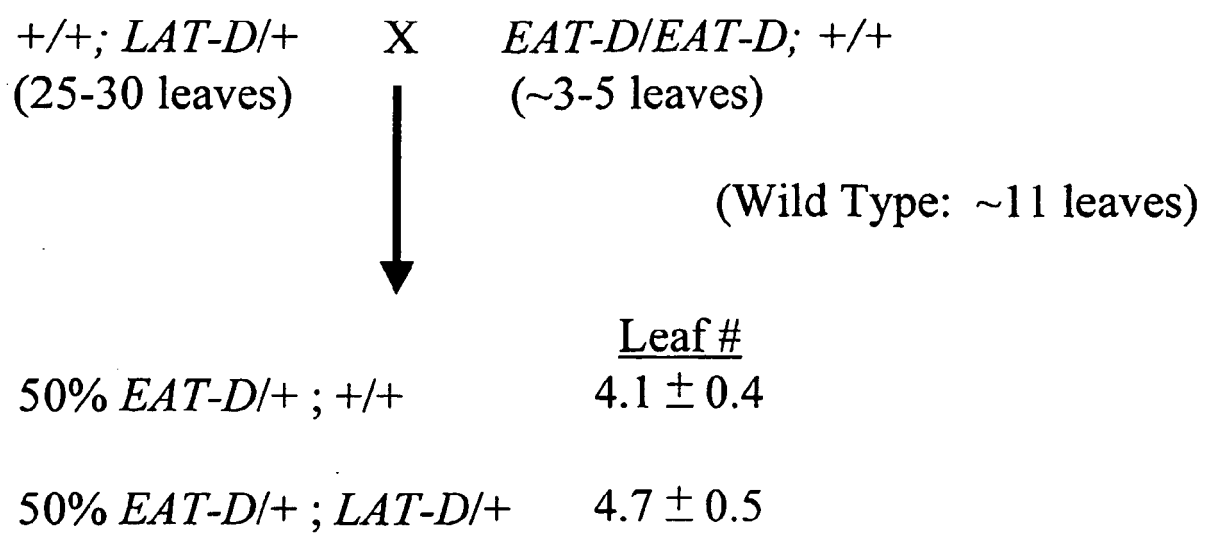 +/+; LAT-D/+ X EAT-D/EAT-D; +/+
(25-30 leaves) (~3-5 leaves)
(Wild Type: ~11 leaves)
Leaf #
50% EAT-D/+ ; +/+ 4.1 ± 0.4
50% EAT-D/+ ; LAT-D/+ 4.7 ± 0.5